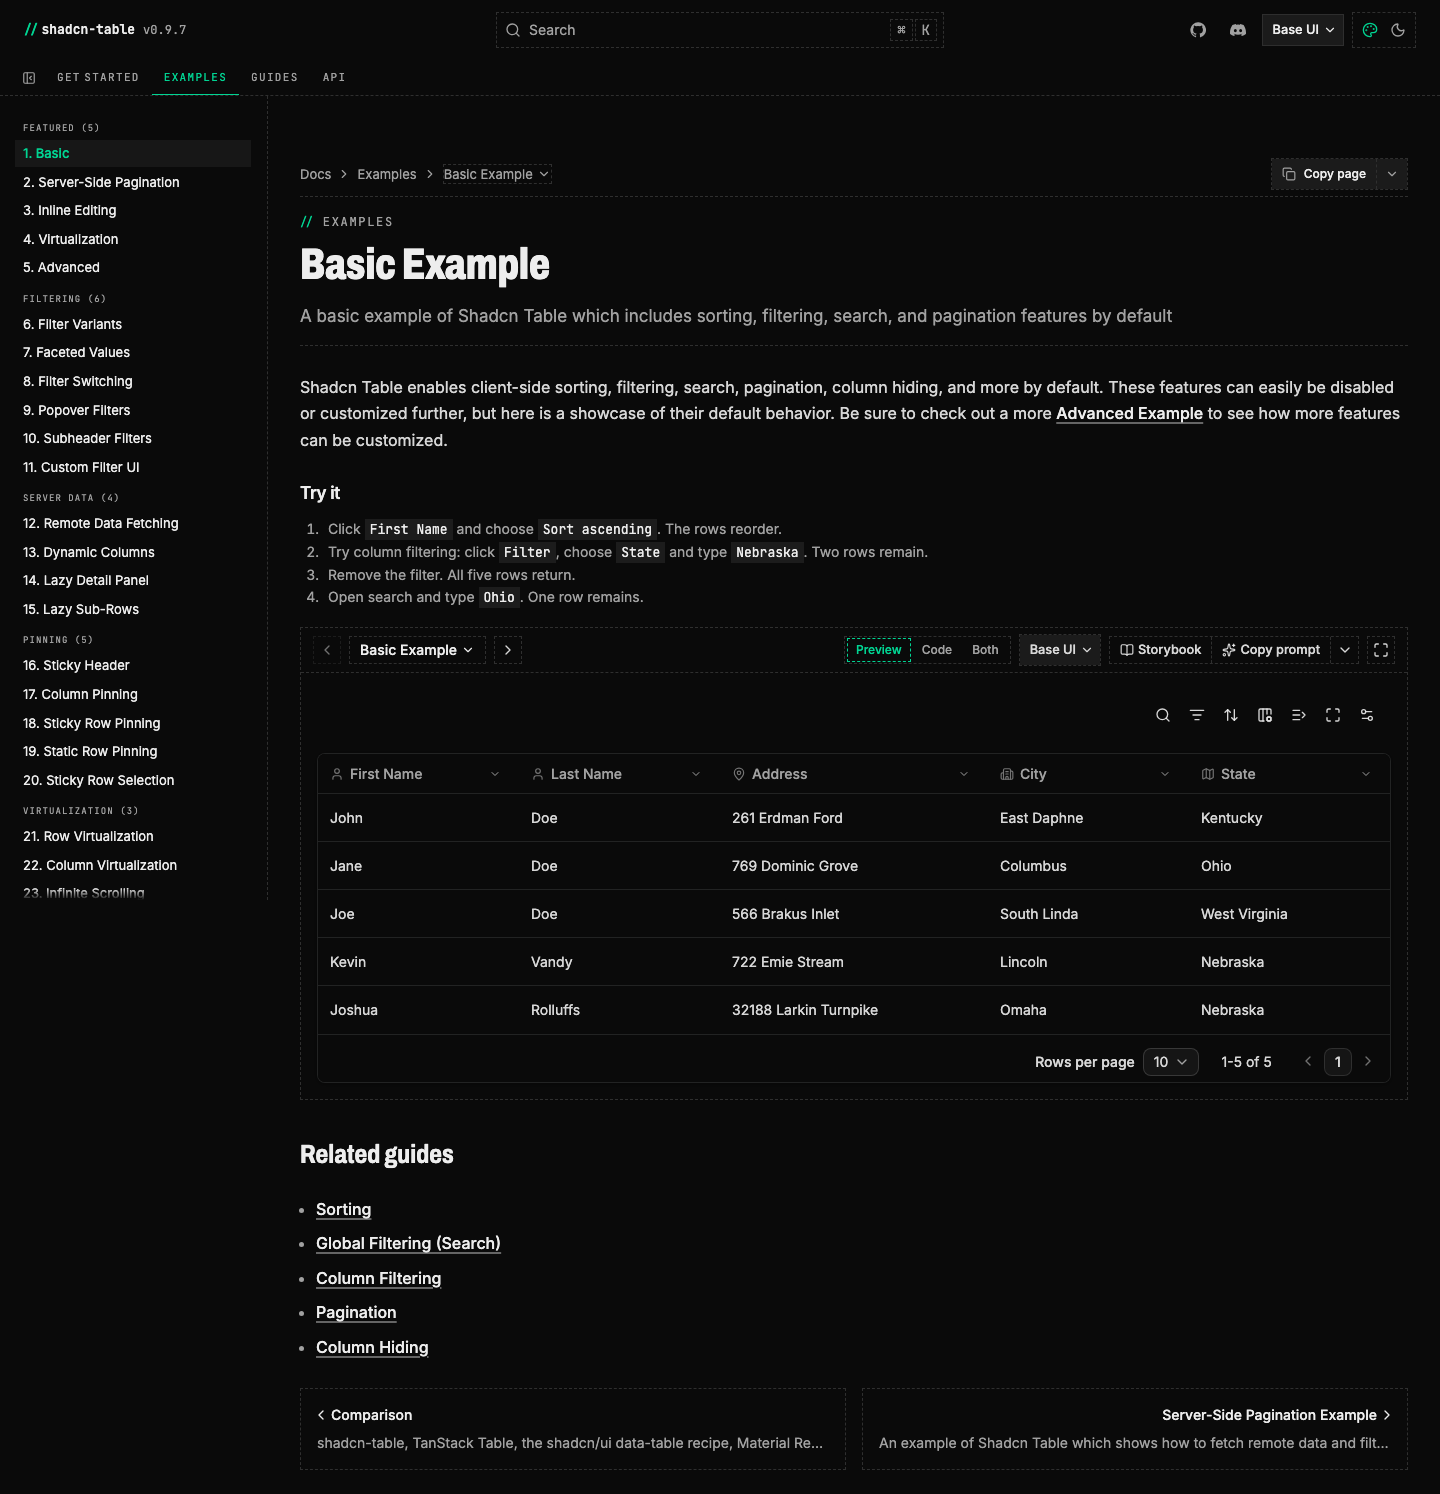 // shadcn-table v0.9.7
Search
⌘ K
Base UI
GET STARTED
EXAMPLES
GUIDES
API
FEATURED (5)
1. Basic
2. Server-Side Pagination
3. Inline Editing
4. Virtualization
5. Advanced
FILTERING (6)
6. Filter Variants
7. Faceted Values
8. Filter Switching
9. Popover Filters
10. Subheader Filters
11. Custom Filter UI
SERVER DATA (4)
12. Remote Data Fetching
13. Dynamic Columns
14. Lazy Detail Panel
15. Lazy Sub-Rows
PINNING (5)
16. Sticky Header
17. Column Pinning
18. Sticky Row Pinning
19. Static Row Pinning
20. Sticky Row Selection
VIRTUALIZATION (3)
21. Row Virtualization
22. Column Virtualization
23. Infinite Scrolling
Docs > Examples > Basic Example
Copy page
// EXAMPLES
Basic Example
A basic example of Shadcn Table which includes sorting, filtering, search, and pagination features by default
Shadcn Table enables client-side sorting, filtering, search, pagination, column hiding, and more by default. These features can easily be disabled
or customized further, but here is a showcase of their default behavior. Be sure to check out a more Advanced Example to see how more features
can be customized.
Try it
1. Click First Name and choose Sort ascending. The rows reorder.
2. Try column filtering: click Filter, choose State and type Nebraska. Two rows remain.
3. Remove the filter. All five rows return.
4. Open search and type Ohio. One row remains.
Basic Example
Preview Code Both
Base UI
Storybook
Copy prompt
First Name Last Name Address City State
John Doe 261 Erdman Ford East Daphne Kentucky
Jane Doe 769 Dominic Grove Columbus Ohio
Joe Doe 566 Brakus Inlet South Linda West Virginia
Kevin Vandy 722 Emie Stream Lincoln Nebraska
Joshua Rolluffs 32188 Larkin Turnpike Omaha Nebraska
Rows per page 10 1-5 of 5 1
Related guides
• Sorting
• Global Filtering (Search)
• Column Filtering
• Pagination
• Column Hiding
Comparison
shadcn-table, TanStack Table, the shadcn/ui data-table recipe, Material Re...
Server-Side Pagination Example
An example of Shadcn Table which shows how to fetch remote data and filt...